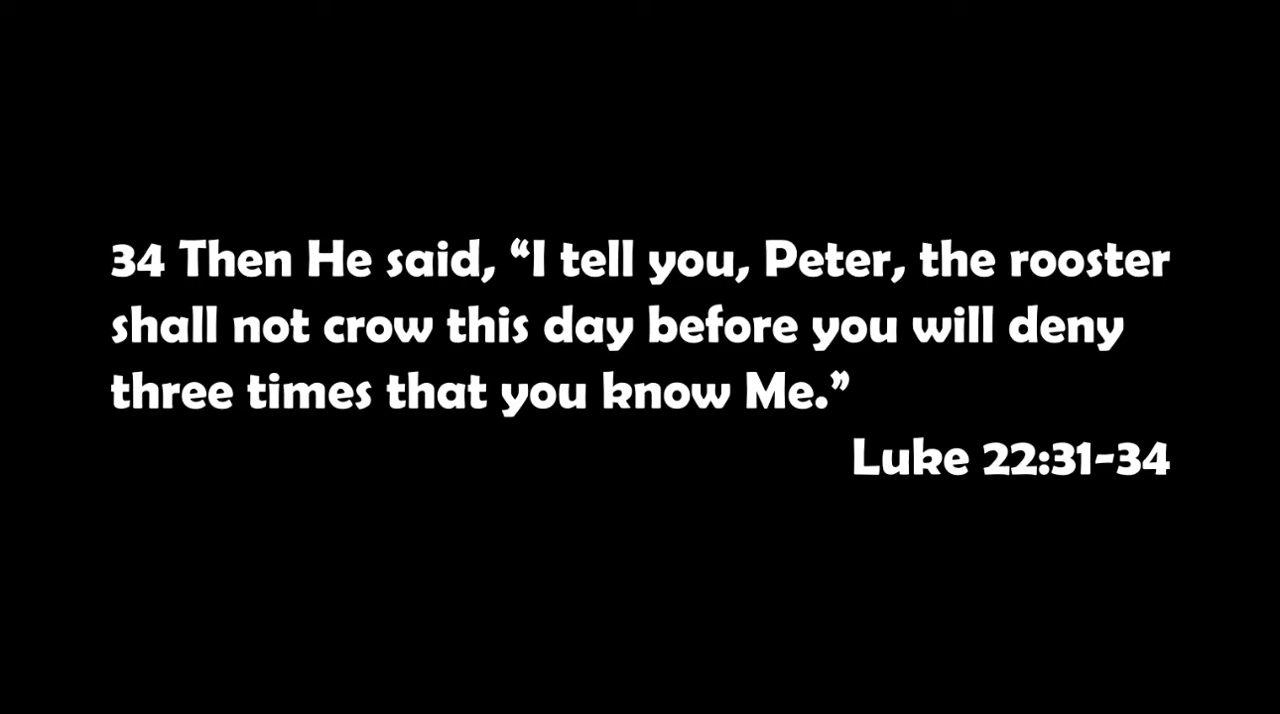 34 Then He said, “I tell you, Peter, the rooster
shall not crow this day before you will deny
three times that you know Me.”
Luke 22:31-34